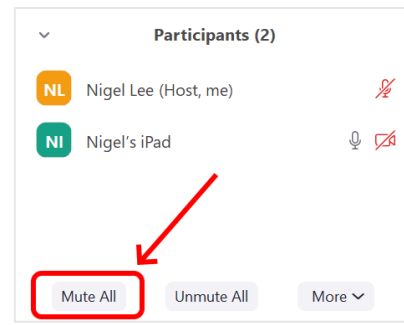 Participants (2)
NL Nigel Lee (Host, me)
NI Nigel's iPad
Mute All Unmute All More